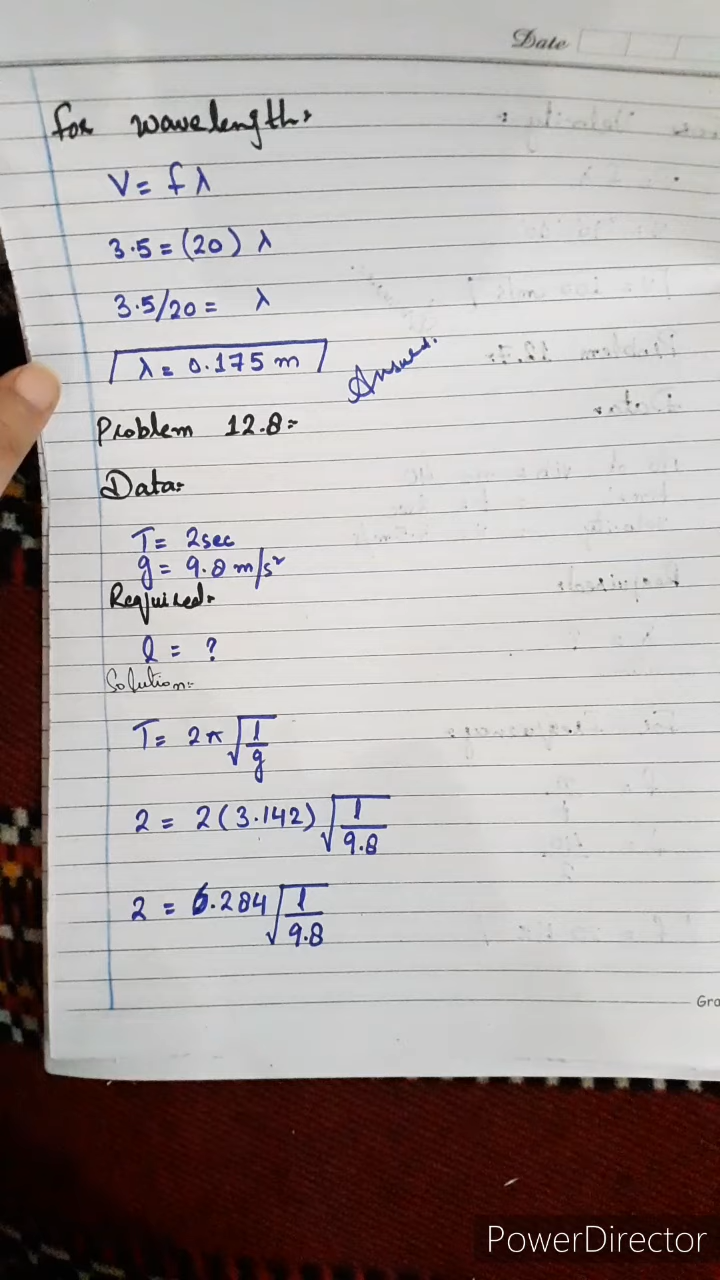 Date
For wavelength:
V = f λ
3.5 = (20) λ
3.5/20 = λ
λ = 0.175 m
Answer.
Problem 12.8:
Data:
T = 2sec
g = 9.8 m/s²
Required:
l = ?
Solution:
T = 2π √(l/g)
2 = 2(3.142) √(l/9.8)
2 = 6.284 √(l/9.8)
Gra
PowerDirector